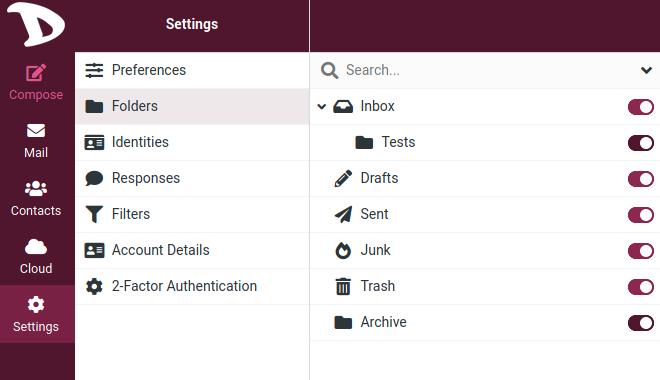 Compose
Mail
Contacts
Cloud
Settings
Settings
Preferences
Folders
Identities
Responses
Filters
Account Details
2-Factor Authentication
Search...
Inbox
Tests
Drafts
Sent
Junk
Trash
Archive